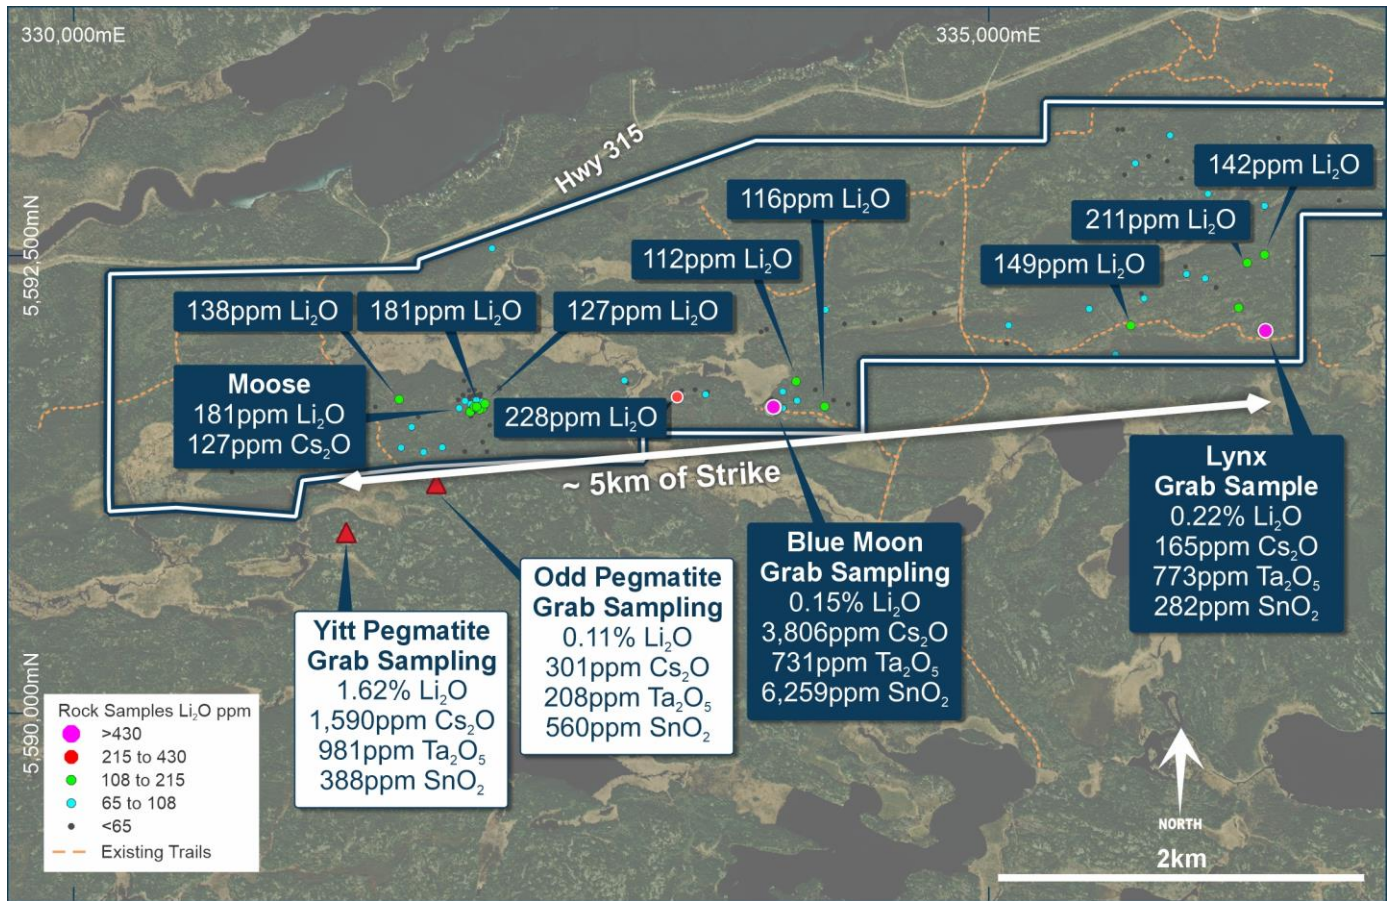 330,000mE
335,000mE
5,592,500mN
5,590,000mN
Hwy 315
142ppm Li₂O
116ppm Li₂O
211ppm Li₂O
112ppm Li₂O
149ppm Li₂O
138ppm Li₂O
181ppm Li₂O
127ppm Li₂O
Moose
181ppm Li₂O
127ppm Cs₂O
228ppm Li₂O
~ 5km of Strike
Lynx
Grab Sample
0.22% Li₂O
165ppm Cs₂O
773ppm Ta₂O₅
282ppm SnO₂
Blue Moon
Grab Sampling
0.15% Li₂O
3,806ppm Cs₂O
731ppm Ta₂O₅
6,259ppm SnO₂
Odd Pegmatite
Grab Sampling
0.11% Li₂O
301ppm Cs₂O
208ppm Ta₂O₅
560ppm SnO₂
Yitt Pegmatite
Grab Sampling
1.62% Li₂O
1,590ppm Cs₂O
981ppm Ta₂O₅
388ppm SnO₂
Rock Samples Li₂O ppm
>430
215 to 430
108 to 215
65 to 108
<65
Existing Trails
NORTH
2km